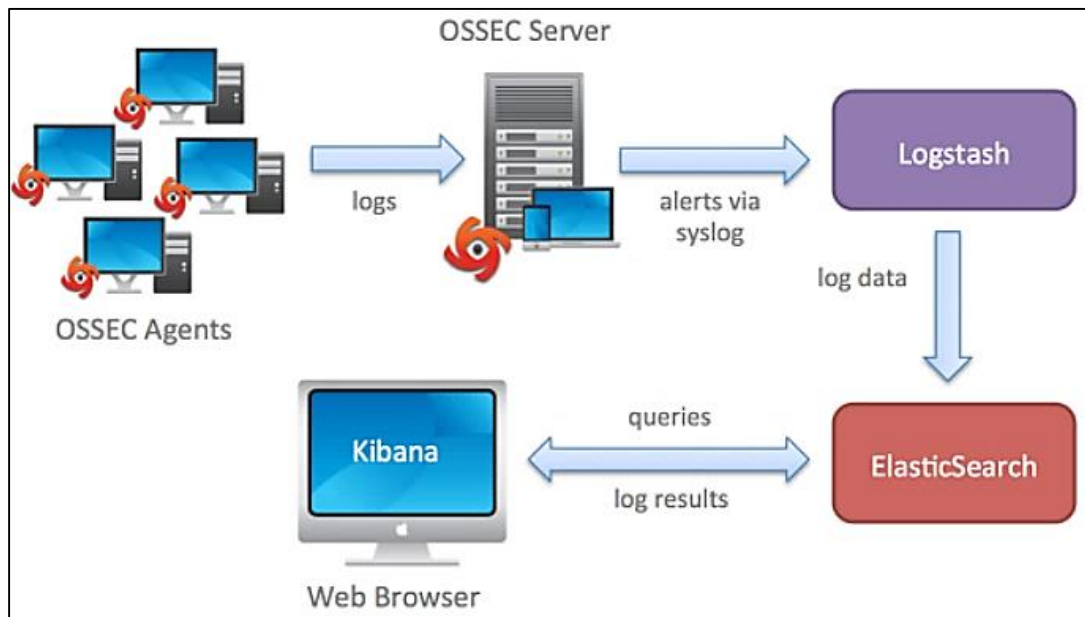 OSSEC Server
logs
alerts via
syslog
Logstash
OSSEC Agents
log data
Kibana
queries
log results
ElasticSearch
Web Browser